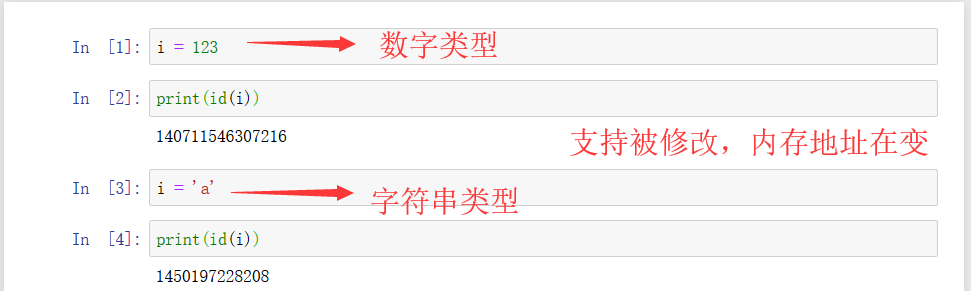 In [1]: i = 123 数字类型
In [2]: print(id(i))
140711546307216
支持被修改，内存地址在变
In [3]: i = 'a' 字符串类型
In [4]: print(id(i))
1450197228208